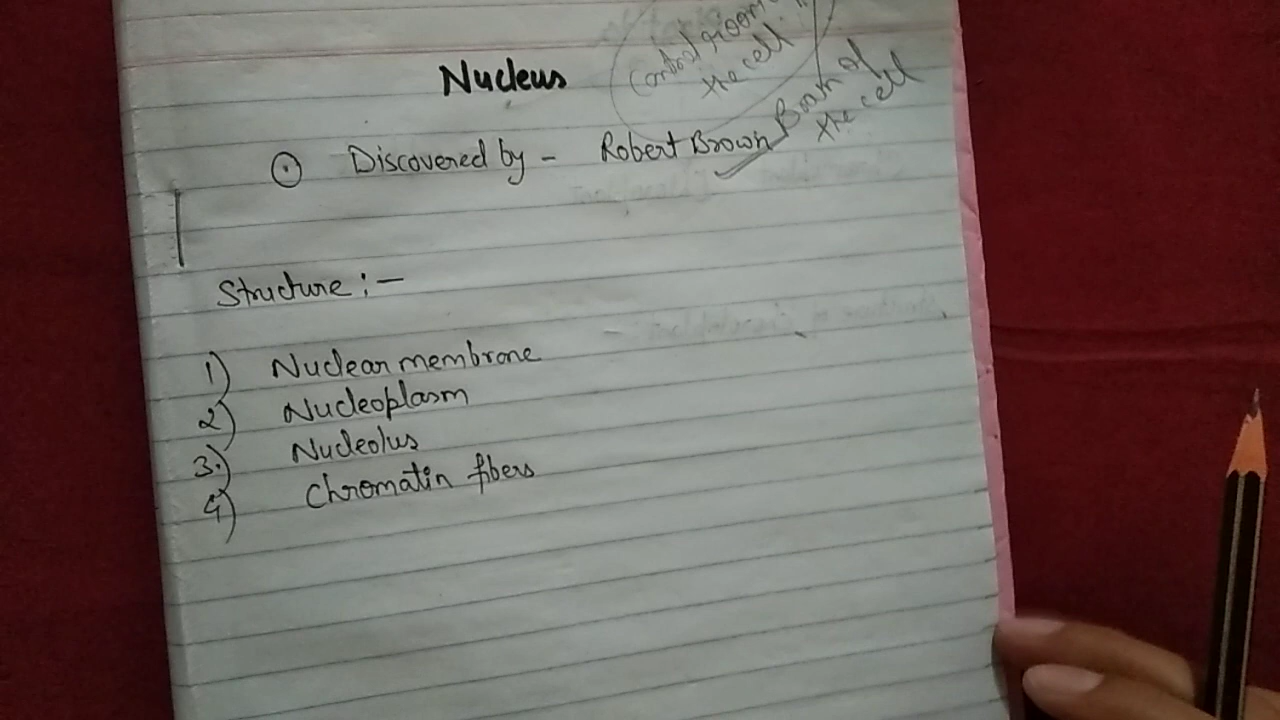 Nucleus
Control room
the cell
Discovered by - Robert Brown
Brain of
the cell
Structure :-
1) Nuclear membrane
2) Nucleoplasm
3.) Nucleolus
4) Chromatin fibers